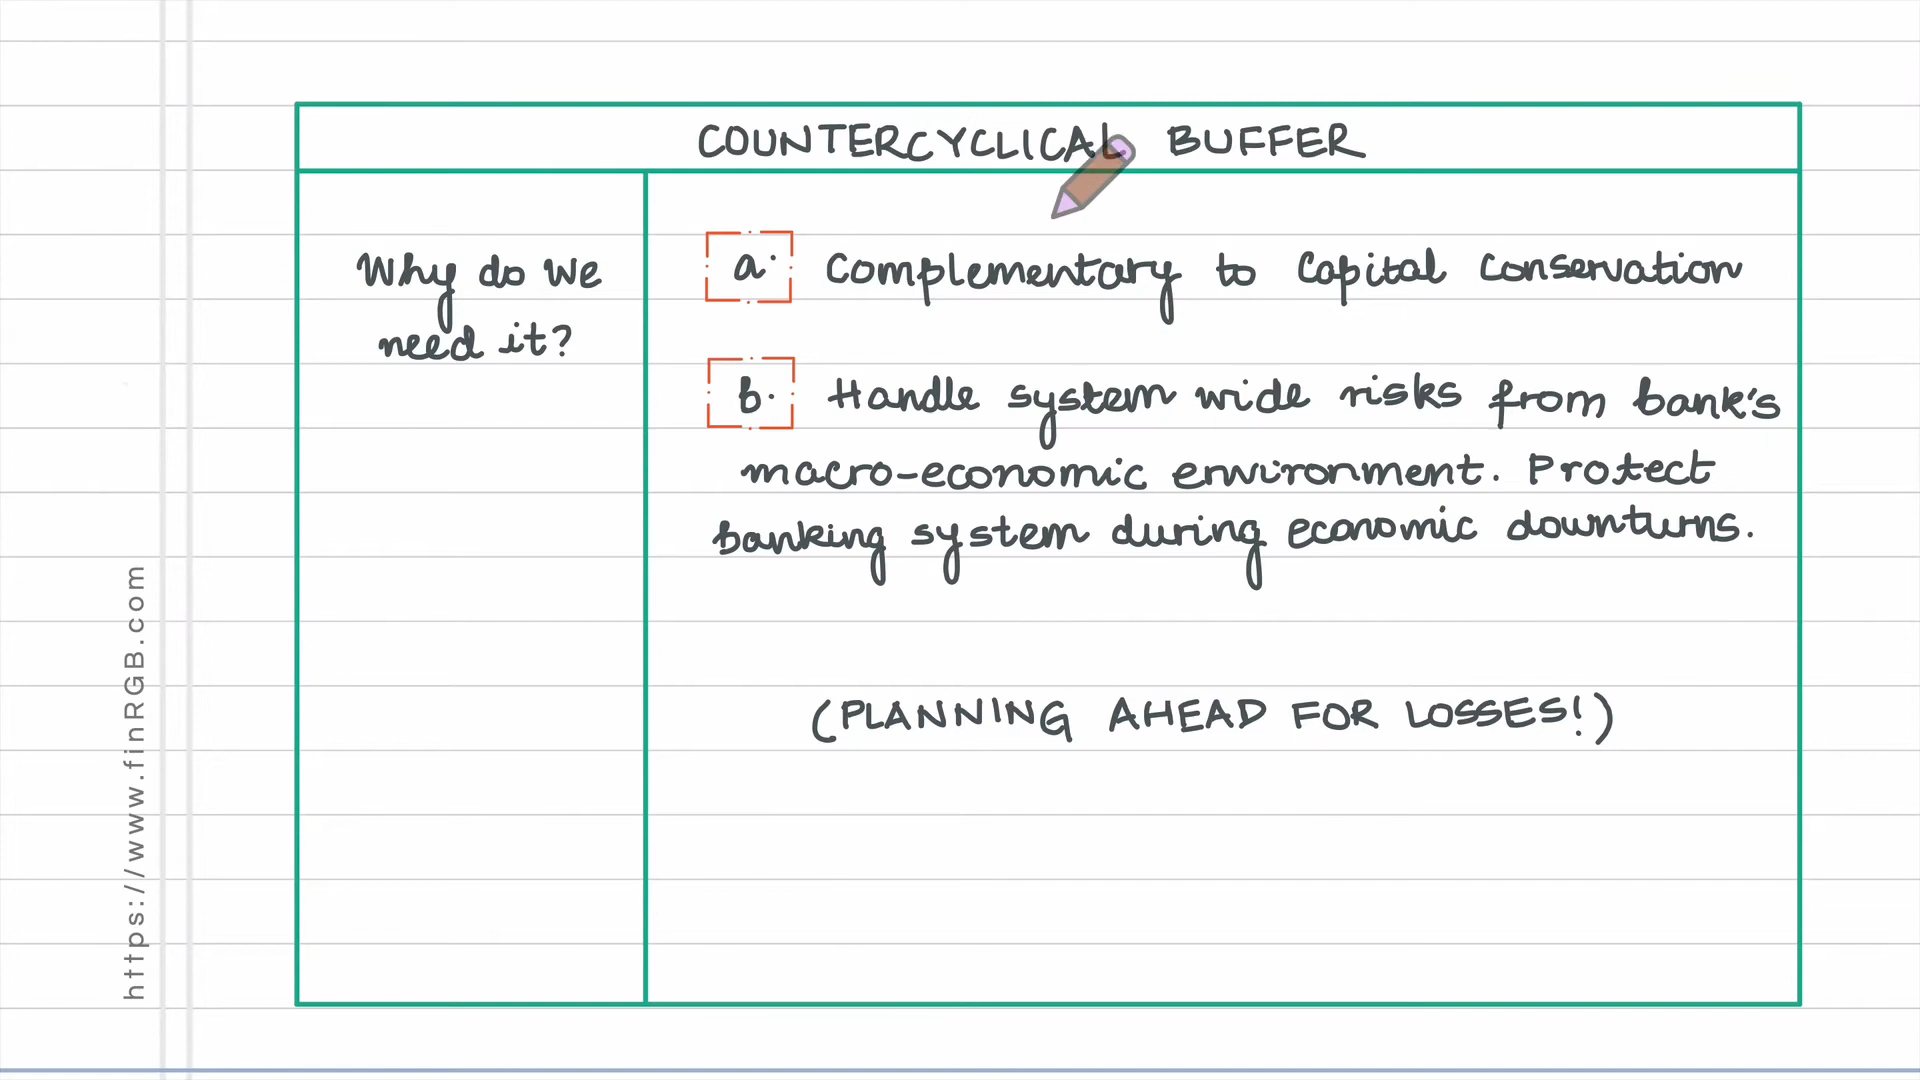 COUNTERCYCLICAL BUFFER
Why do we
need it?
a. Complementary to Capital Conservation
b. Handle system wide risks from bank's
macro-economic environment. Protect
banking system during economic downturns.
(PLANNING AHEAD FOR LOSSES!)
https://www.finRGB.com